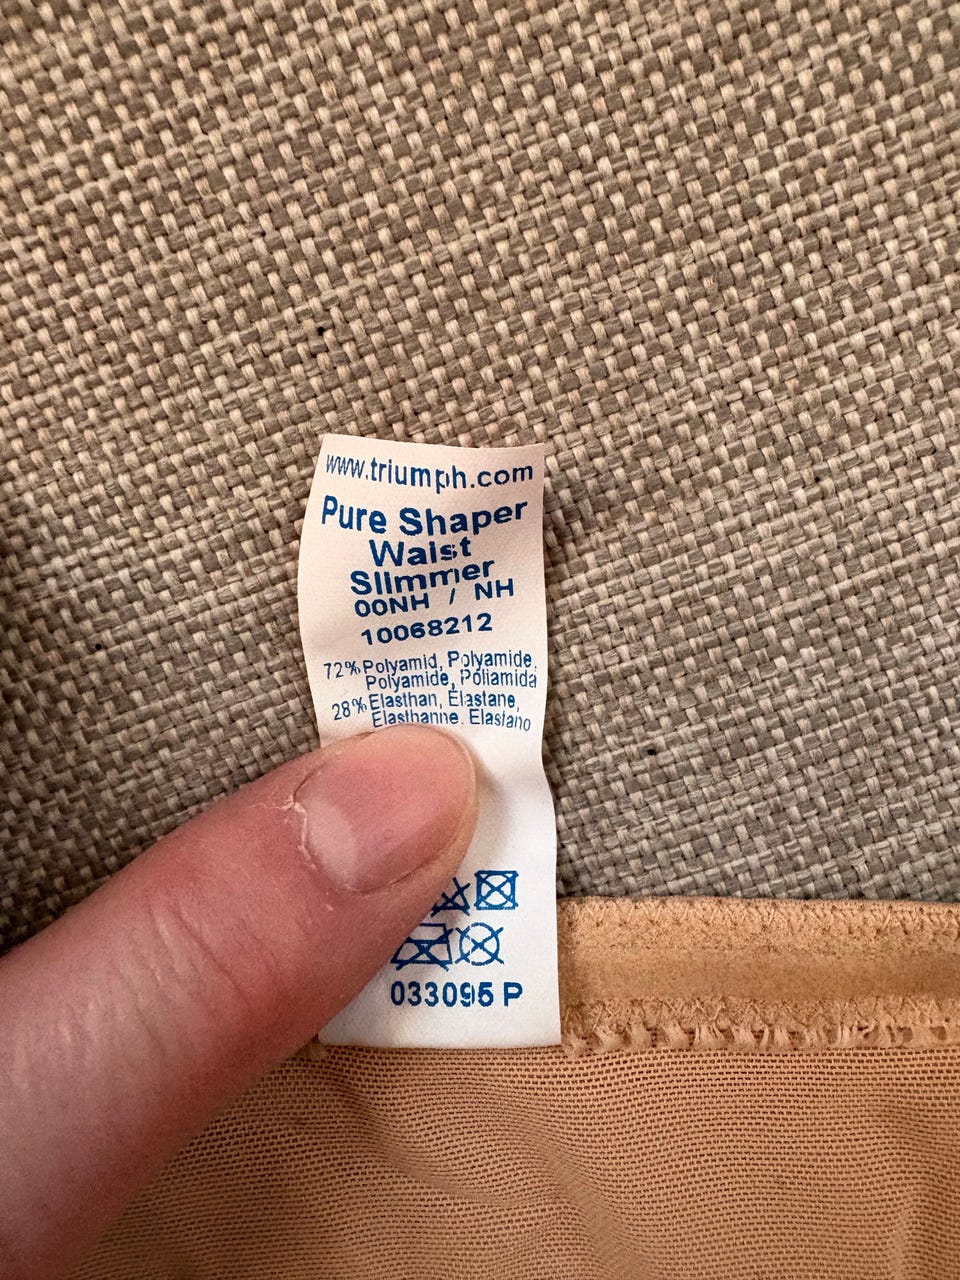 www.triumph.com
Pure Shaper
Waist
Slimmer
00NH / NH
10068212
72% Polyamid, Polyamide,
Polyamide, Poliamida
28% Elasthan, Elastane,
Elasthanne, Elastano
033095 P